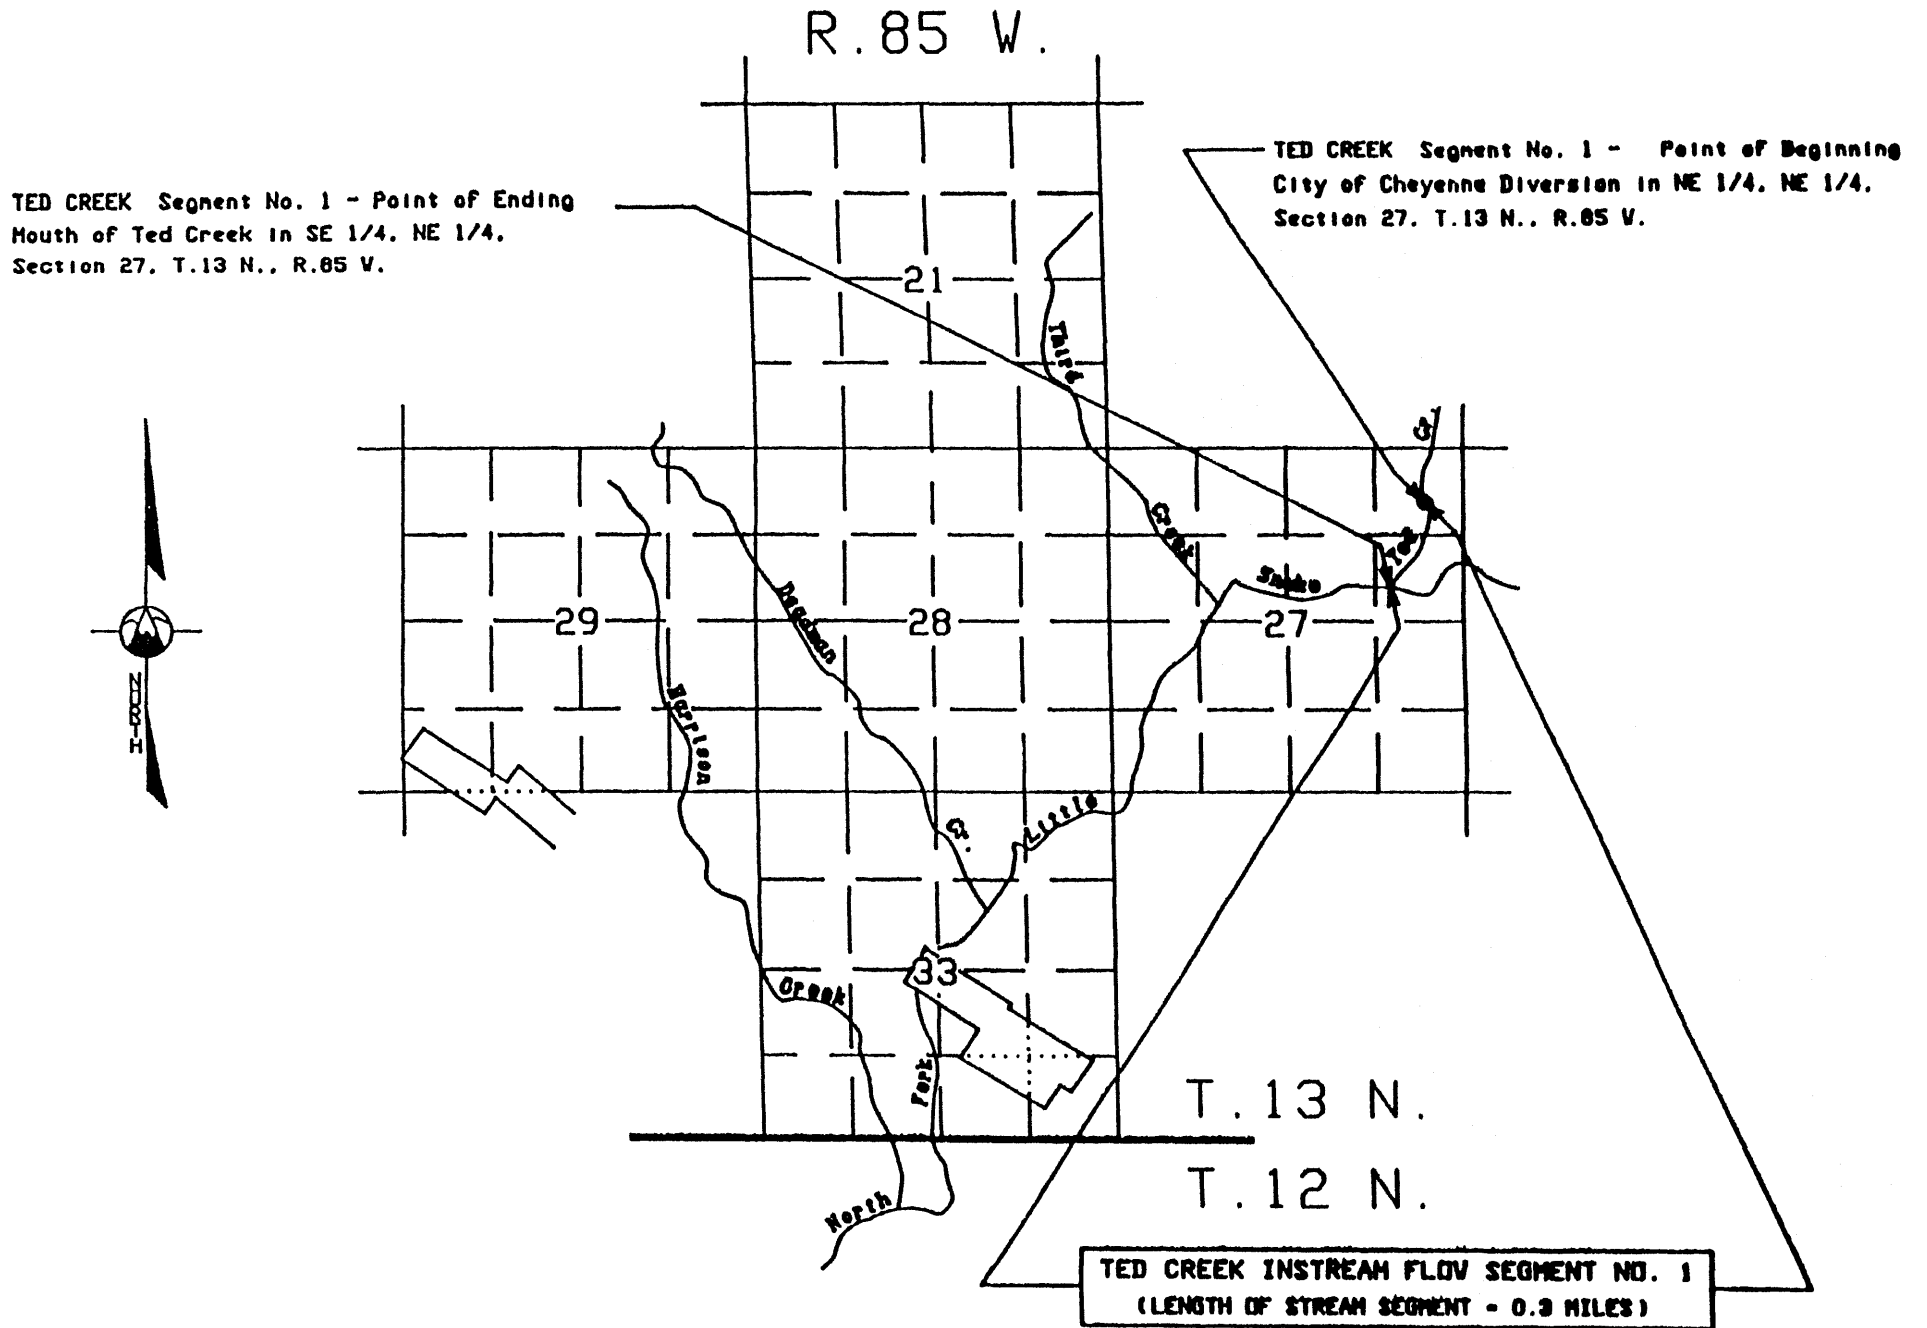 R.85 W.
TED CREEK Segment No. 1 - Point of Beginning
City of Cheyenne Diversion in NE 1/4. NE 1/4.
Section 27. T.13 N.. R.85 W.
TED CREEK Segment No. 1 - Point of Ending
Mouth of Ted Creek in SE 1/4. NE 1/4.
Section 27. T.13 N.. R.85 W.
21
Third
Cr
Creek
Ted
Snake
Deadman
29
28
27
NORTH
Harrison
Little
Cr.
33
Creek
Fork
T.13 N.
T.12 N.
North
TED CREEK INSTREAM FLOW SEGMENT NO. 1
(LENGTH OF STREAM SEGMENT - 0.3 MILES)